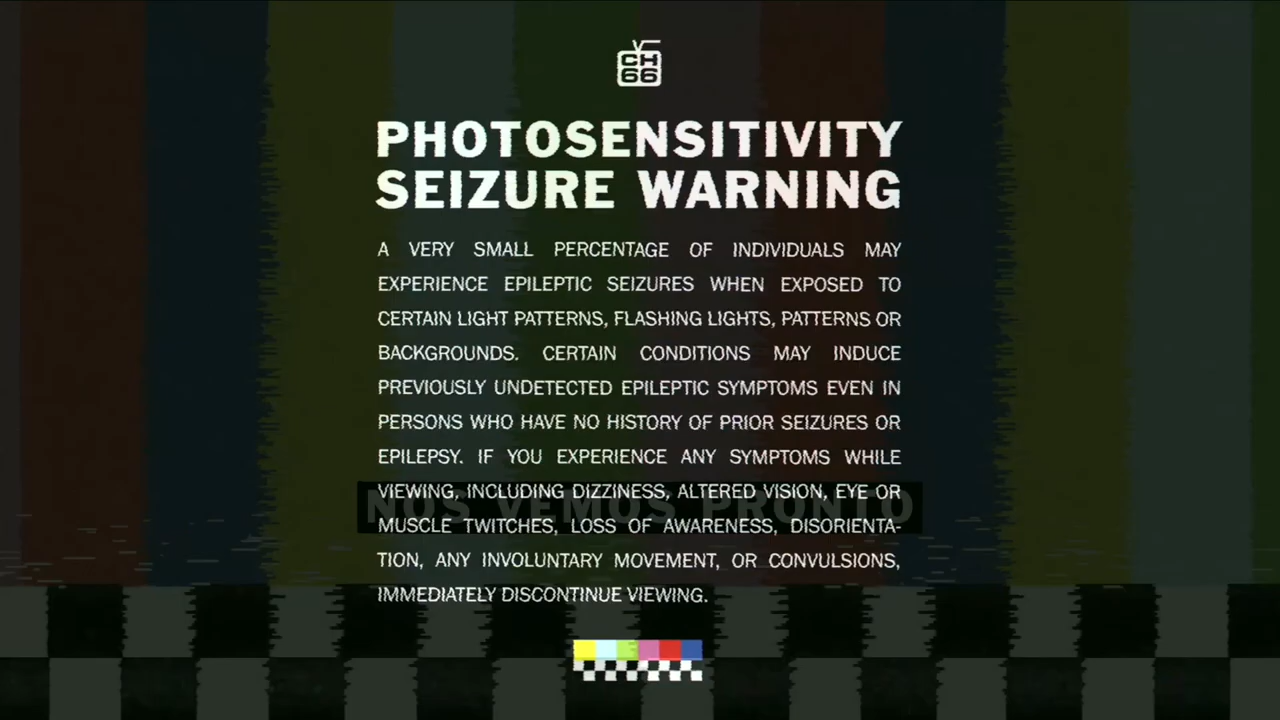 CH
66
PHOTOSENSITIVITY
SEIZURE WARNING
A VERY SMALL PERCENTAGE OF INDIVIDUALS MAY
EXPERIENCE EPILEPTIC SEIZURES WHEN EXPOSED TO
CERTAIN LIGHT PATTERNS, FLASHING LIGHTS, PATTERNS OR
BACKGROUNDS. CERTAIN CONDITIONS MAY INDUCE
PREVIOUSLY UNDETECTED EPILEPTIC SYMPTOMS EVEN IN
PERSONS WHO HAVE NO HISTORY OF PRIOR SEIZURES OR
EPILEPSY. IF YOU EXPERIENCE ANY SYMPTOMS WHILE
VIEWING, INCLUDING DIZZINESS, ALTERED VISION, EYE OR
NOS VEMOS PRONTO
MUSCLE TWITCHES, LOSS OF AWARENESS, DISORIENTA-
TION, ANY INVOLUNTARY MOVEMENT, OR CONVULSIONS,
IMMEDIATELY DISCONTINUE VIEWING.